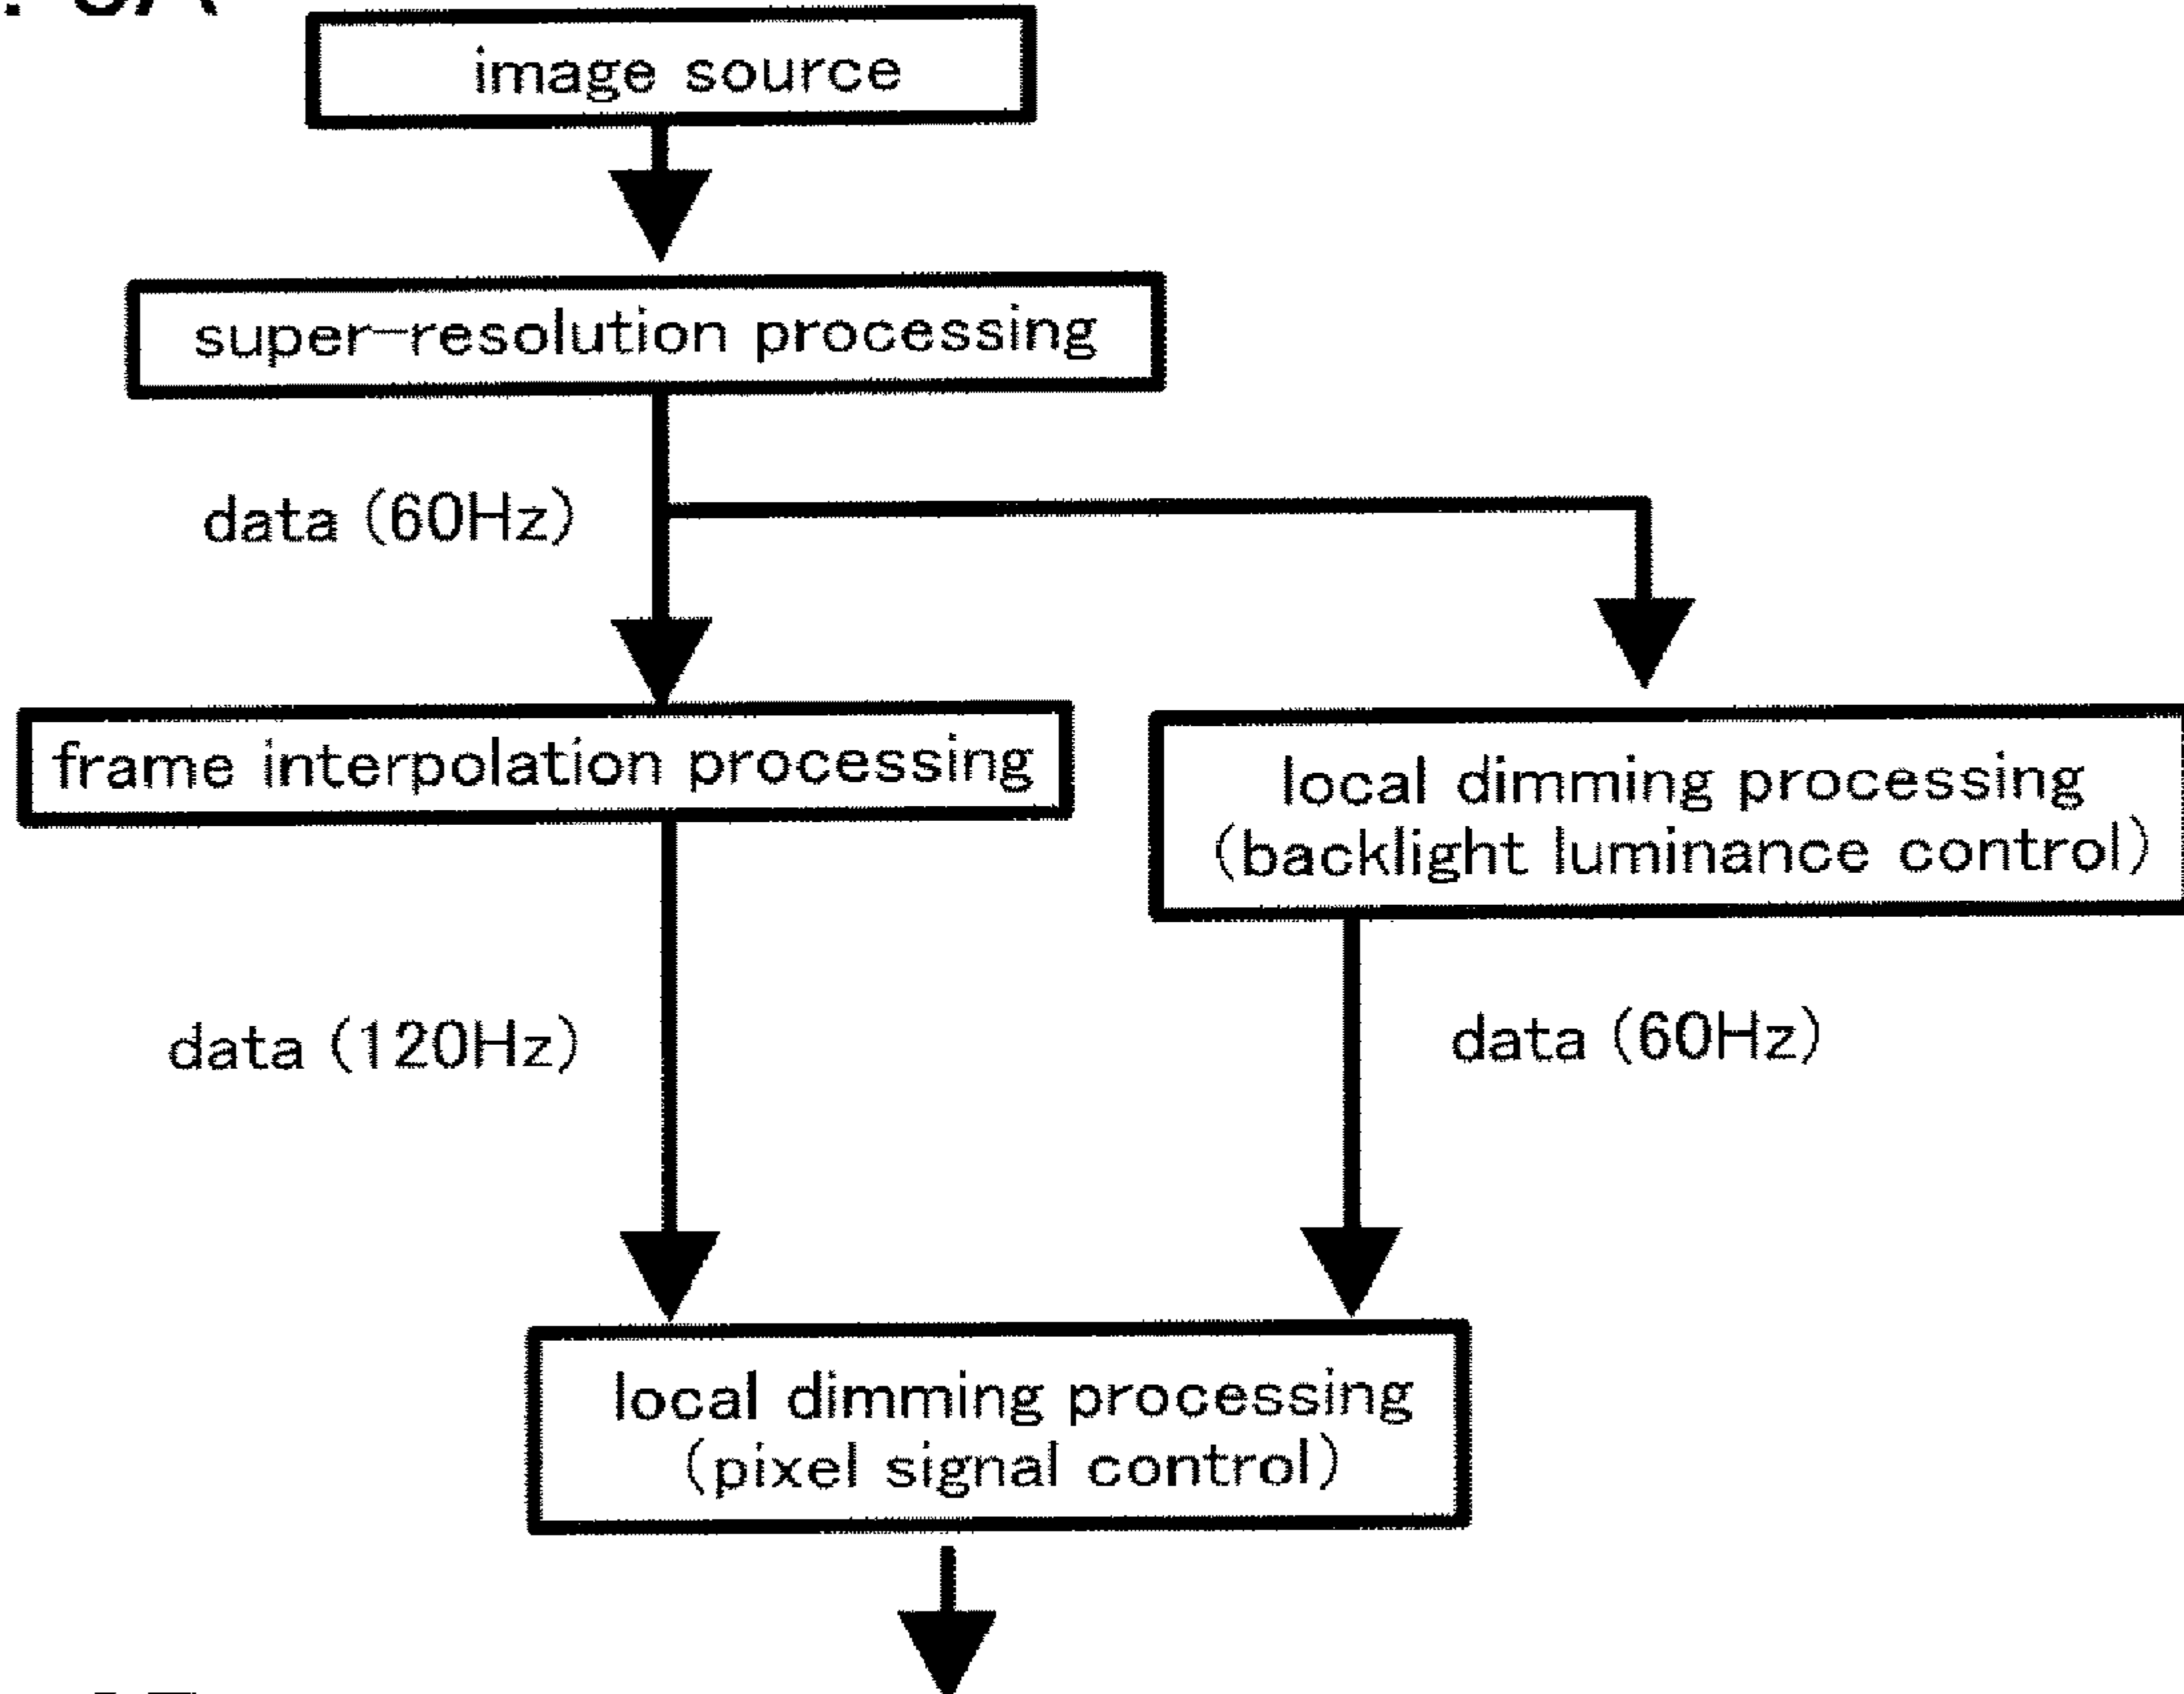 image source
super-resolution processing
data (60Hz)
frame interpolation processing
local dimming processing
(backlight luminance control)
data (120Hz)
data (60Hz)
local dimming processing
(pixel signal control)